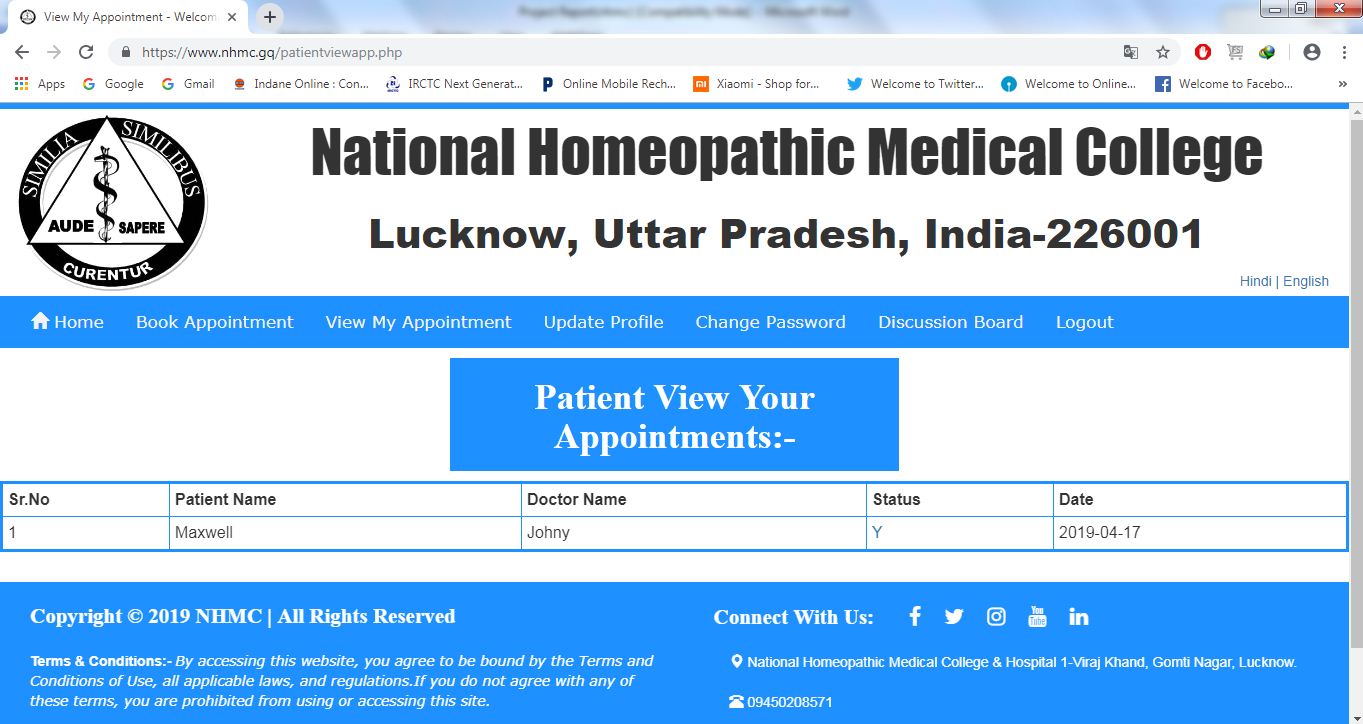 View My Appointment - Welcom
https://www.nhmc.gq/patientviewapp.php
Apps Google Gmail Indane Online : Con... IRCTC Next Generat... Online Mobile Rech... Xiaomi - Shop for... Welcome to Twitter... Welcome to Online... Welcome to Facebo... »
SIMILIA SIMILIBUS
AUDE SAPERE
CURENTUR
National Homeopathic Medical College
Lucknow, Uttar Pradesh, India-226001
Hindi | English
Home Book Appointment View My Appointment Update Profile Change Password Discussion Board Logout
Patient View Your
Appointments:-
Sr.No Patient Name Doctor Name Status Date
1 Maxwell Johny Y 2019-04-17
Copyright © 2019 NHMC | All Rights Reserved
Connect With Us: You Tube
Terms & Conditions:- By accessing this website, you agree to be bound by the Terms and
Conditions of Use, all applicable laws, and regulations.If you do not agree with any of
these terms, you are prohibited from using or accessing this site.
National Homeopathic Medical College & Hospital 1-Viraj Khand, Gomti Nagar, Lucknow.
09450208571